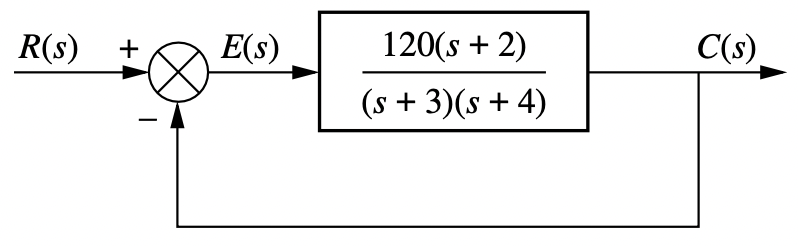 R(s) + E(s) 120(s + 2) C(s)
(s + 3)(s + 4)
−